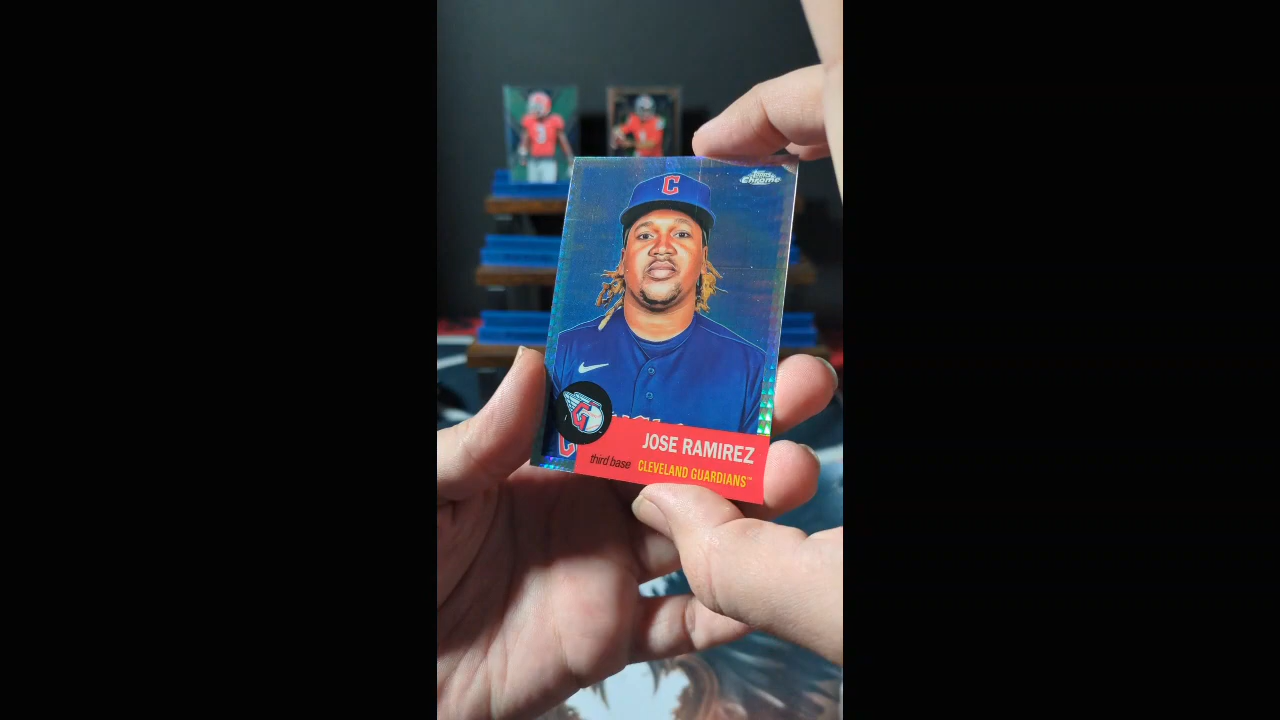 topps
Chrome
C
JOSE RAMIREZ
third base
CLEVELAND GUARDIANS™